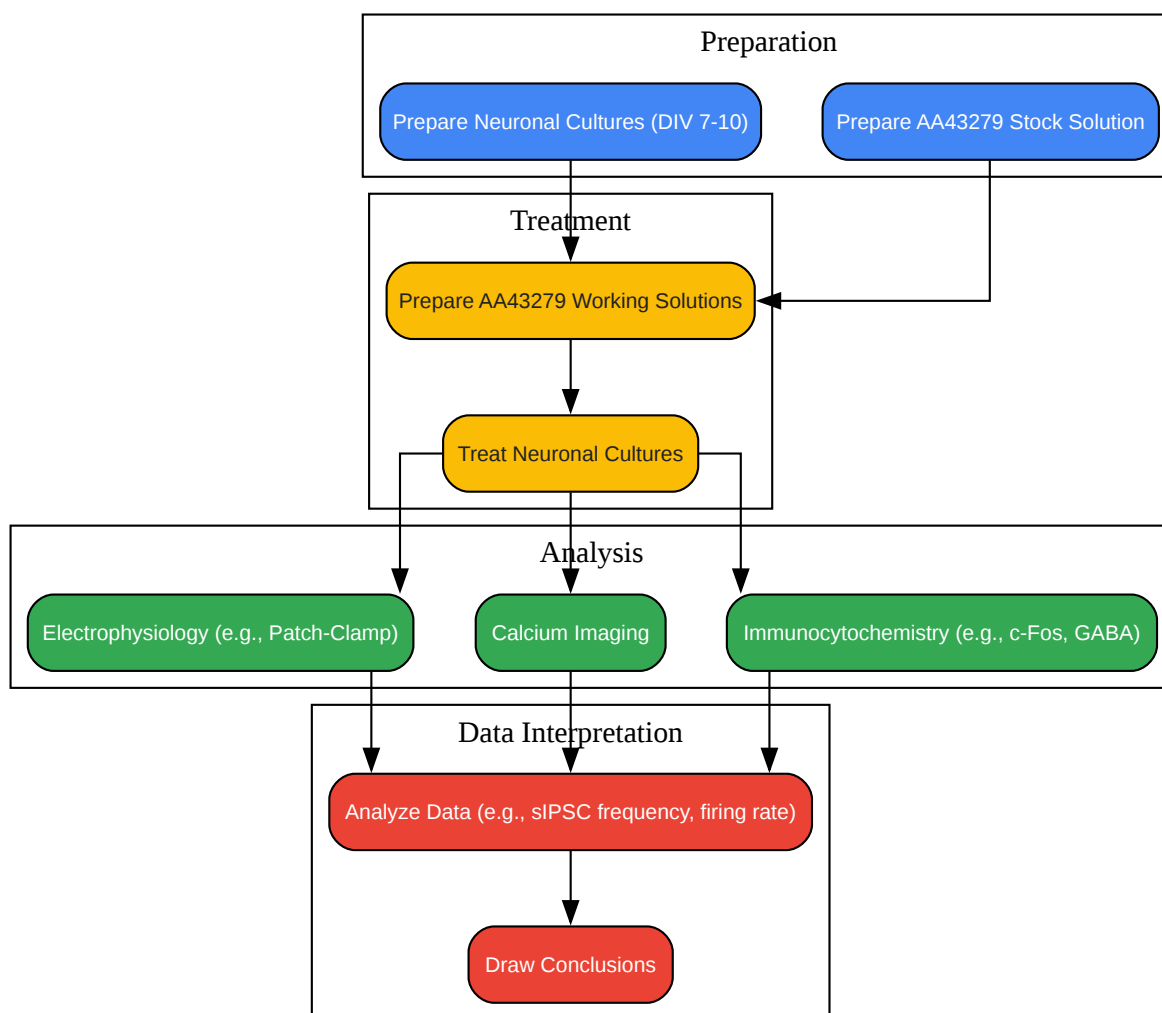 Preparation
Prepare Neuronal Cultures (DIV 7-10)
Prepare AA43279 Stock Solution
Treatment
Prepare AA43279 Working Solutions
Treat Neuronal Cultures
Analysis
Electrophysiology (e.g., Patch-Clamp)
Calcium Imaging
Immunocytochemistry (e.g., c-Fos, GABA)
Data Interpretation
Analyze Data (e.g., sIPSC frequency, firing rate)
Draw Conclusions